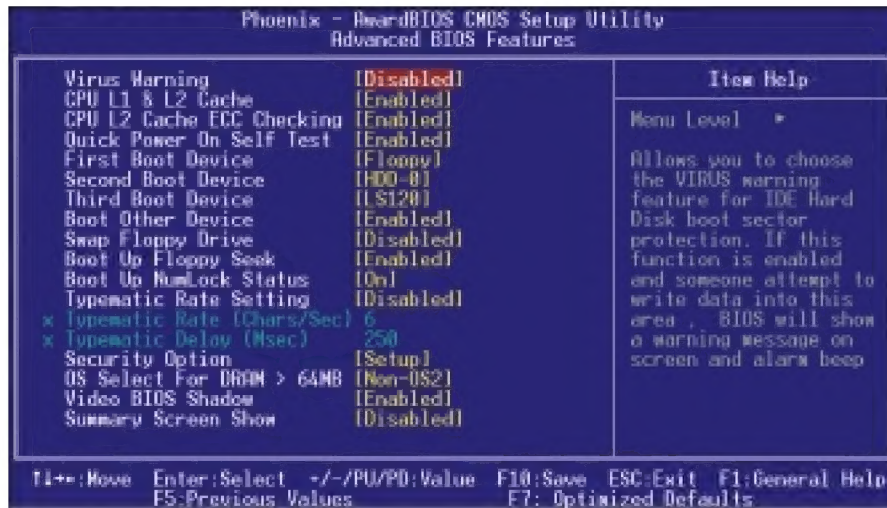 Phoenix - AwardBIOS CMOS Setup Utility
Advanced BIOS Features
Virus Warning [Disabled]
CPU L1 & L2 Cache [Enabled]
CPU L2 Cache ECC Checking [Enabled]
Quick Power On Self Test [Enabled]
First Boot Device [Floppy]
Second Boot Device [HDD-0]
Third Boot Device [LS120]
Boot Other Device [Enabled]
Swap Floppy Drive [Disabled]
Boot Up Floppy Seek [Enabled]
Boot Up NumLock Status [On]
Typematic Rate Setting [Disabled]
x Typematic Rate (Chars/Sec) 6
x Typematic Delay (Msec) 250
Security Option [Setup]
OS Select For DRAM > 64MB [Non-OS2]
Video BIOS Shadow [Enabled]
Summary Screen Show [Disabled]
Item Help
Menu Level ►
Allows you to choose
the VIRUS warning
feature for IDE Hard
Disk boot sector
protection. If this
function is enabled
and someone attempt to
write data into this
area , BIOS will show
a warning message on
screen and alarm beep
↑↓→←:Move Enter:Select +/-/PU/PD:Value F10:Save ESC:Exit F1:General Help
F5:Previous Values F7: Optimized Defaults